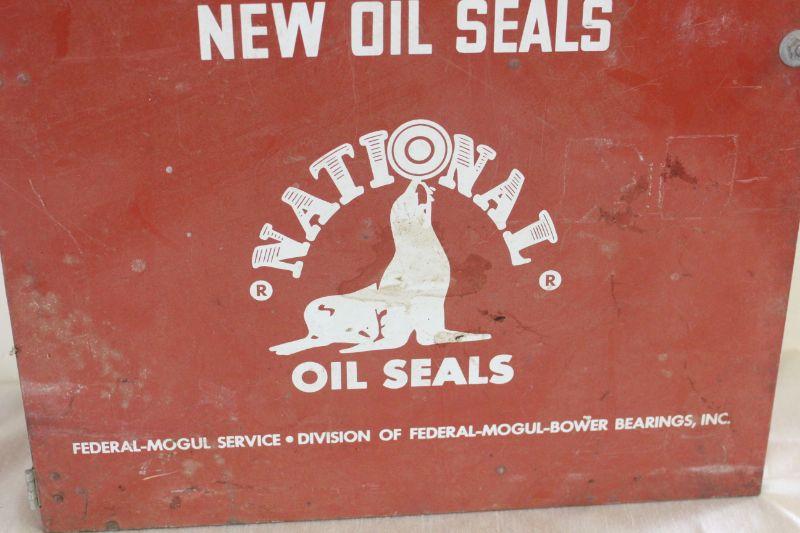 NEW OIL SEALS
NATIONAL
® ®
OIL SEALS
FEDERAL-MOGUL SERVICE • DIVISION OF FEDERAL-MOGUL-BOWER BEARINGS, INC.